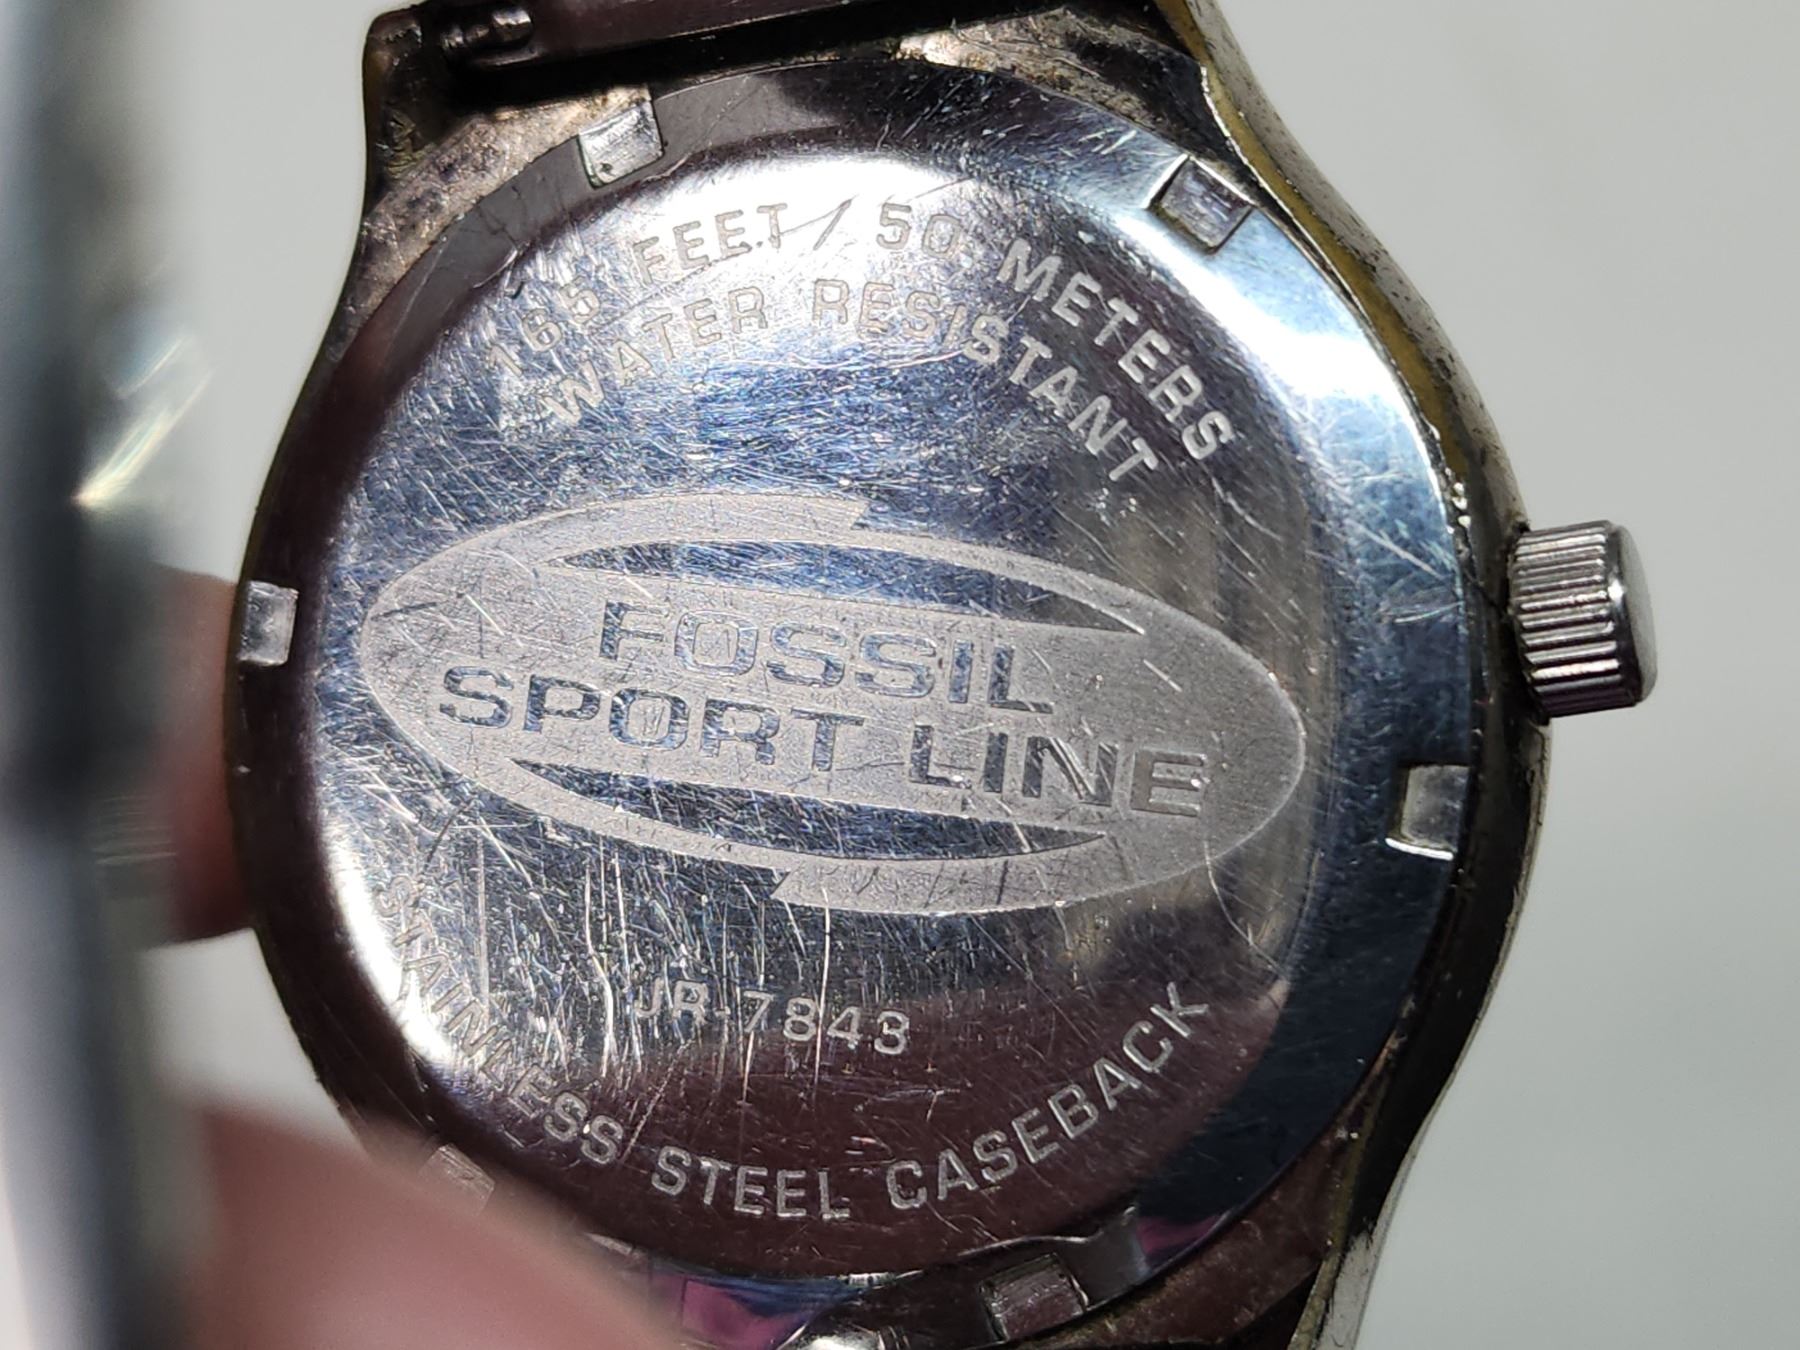 165 FEET / 50 METERS
WATER RESISTANT
FOSSIL
SPORT LINE
JR-7843
STAINLESS STEEL CASEBACK